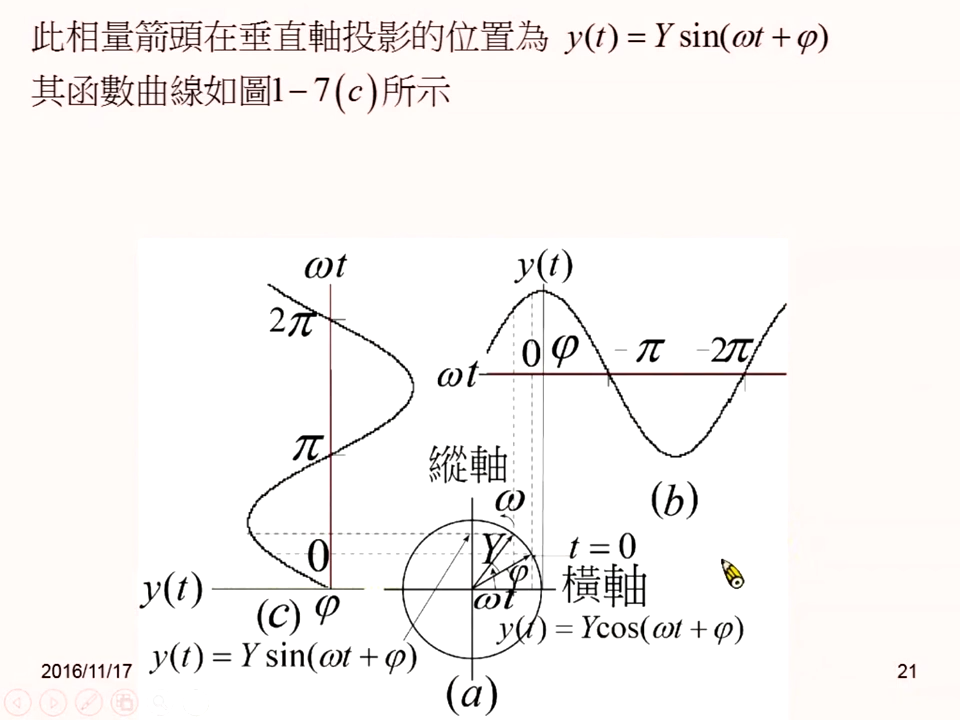 此相量箭頭在垂直軸投影的位置為 y(t) = Y sin(ωt + φ)
其函數曲線如圖1−7(c)所示
ωt
y(t)
2π
0 φ −π −2π
ωt
π
縱軸
ω
(b)
Y
t = 0
0
φ
橫軸
y(t)
ωt
(c) φ
y(t) = Ycos(ωt + φ)
y(t) = Y sin(ωt + φ)
2016/11/17
21
(a)